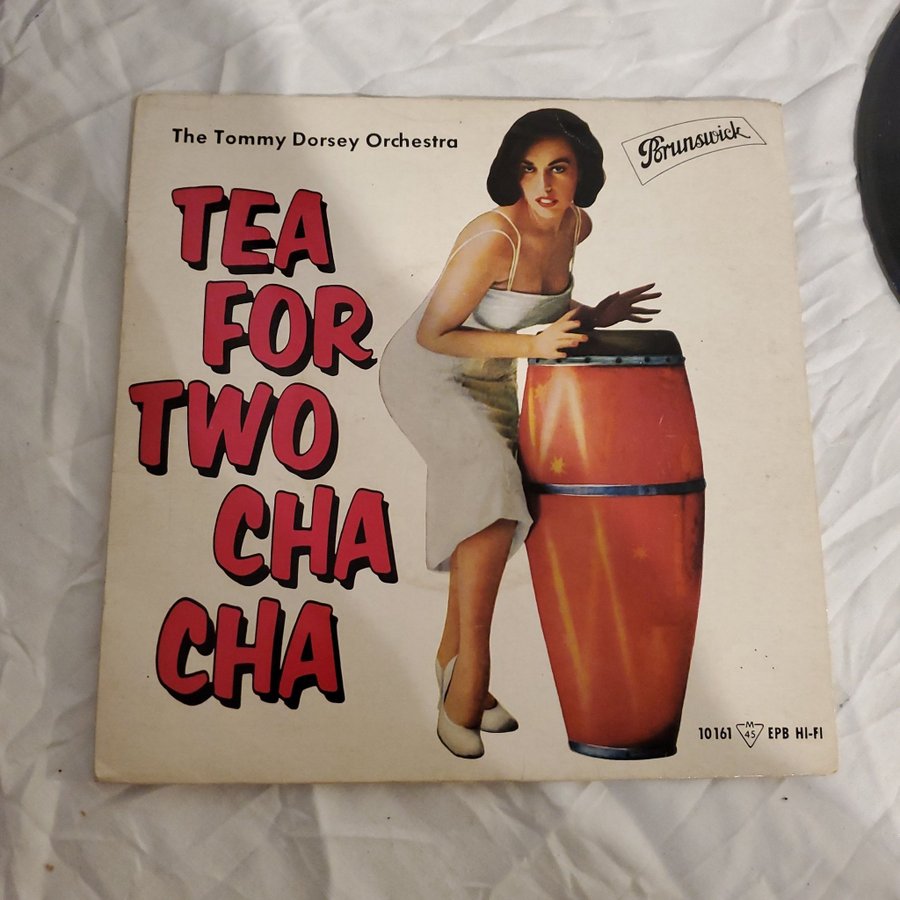 The Tommy Dorsey Orchestra
Brunswick
TEA
FOR
TWO
CHA
CHA
10161 M 45 EPB HI-FI